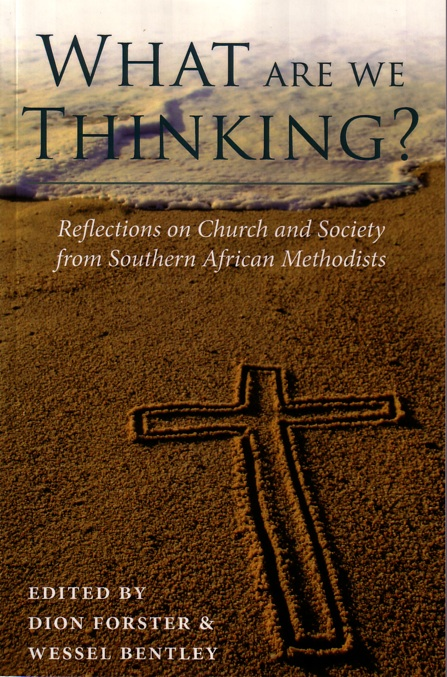 WHAT ARE WE
THINKING?
Reflections on Church and Society
from Southern African Methodists
EDITED BY
DION FORSTER &
WESSEL BENTLEY